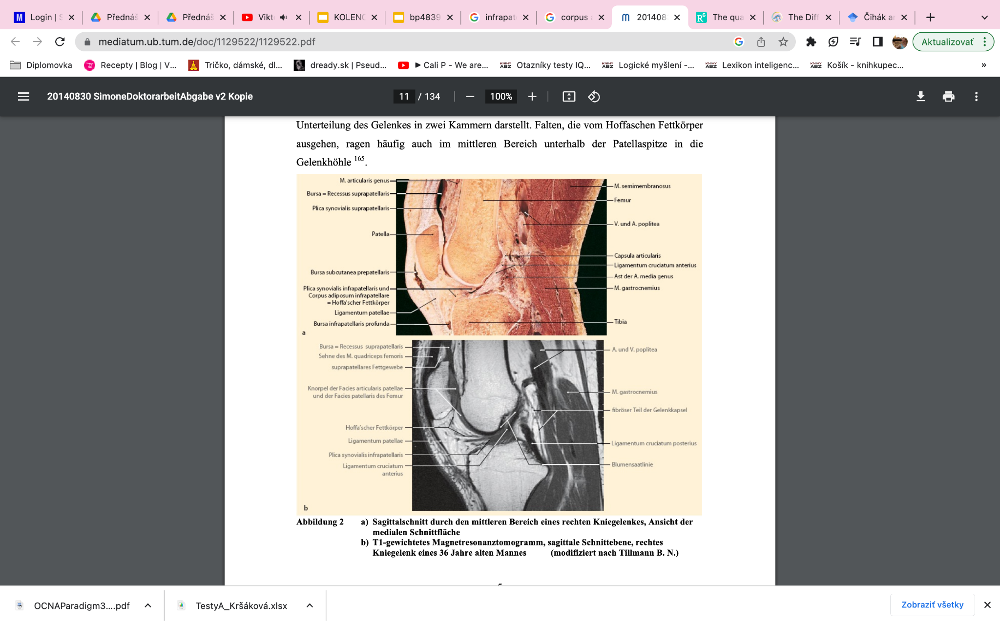 Login | S
Přednáš
Přednáš
Vikt
KOLENC
bp4839
infrapat
corpus a
201408
The qua
The Diff
Čihák an
mediatum.ub.tum.de/doc/1129522/1129522.pdf
Aktualizovať
Diplomovka
Recepty | Blog | V...
Tričko, dámské, dl...
dready.sk | Pseud...
►Cali P - We are...
KNIHY ABZ Otazníky testy IQ...
KNIHY ABZ Logické myšlení -...
KNIHY ABZ Lexikon inteligenc...
KNIHY ABZ Košík - knihkupec...
»
20140830 SimoneDoktorarbeitAbgabe v2 Kopie
11 / 134
100%
Unterteilung des Gelenkes in zwei Kammern darstellt. Falten, die vom Hoffaschen Fettkörper
ausgehen, ragen häufig auch im mittleren Bereich unterhalb der Patellaspitze in die
Gelenkhöhle 165.
M. articularis genus
Bursa = Recessus suprapatellaris
Plica synovialis suprapatellaris
Patella
Bursa subcutanea prepatellaris
Plica synovialis infrapatellaris und
Corpus adiposum infrapatellare
= Hoffa'scher Fettkörper
Ligamentum patellae
Bursa infrapatellaris profunda
a
M. semimembranosus
Femur
V. und A. poplitea
Capsula articularis
Ligamentum cruciatum anterius
Ast der A. media genus
M. gastrocnemius
Tibia
Bursa = Recessus suprapatellaris
Sehne des M. quadriceps femoris
suprapatellares Fettgewebe
Knorpel der Facies articularis patellae
und der Facies patellaris des Femur
Hoffa'scher Fettkörper
Ligamentum patellae
Plica synovialis infrapatellaris
Ligamentum cruciatum
anterius
b
A. und V. poplitea
M. gastrocnemius
fibröser Teil der Gelenkkapsel
Ligamentum cruciatum posterius
Blumensaatlinie
Abbildung 2 a) Sagittalschnitt durch den mittleren Bereich eines rechten Kniegelenkes, Ansicht der
medialen Schnittfläche
b) T1-gewichtetes Magnetresonanztomogramm, sagittale Schnittebene, rechtes
Kniegelenk eines 36 Jahre alten Mannes (modifiziert nach Tillmann B. N.)
OCNAParadigm3....pdf
TestyA_Kršáková.xlsx
Zobraziť všetky